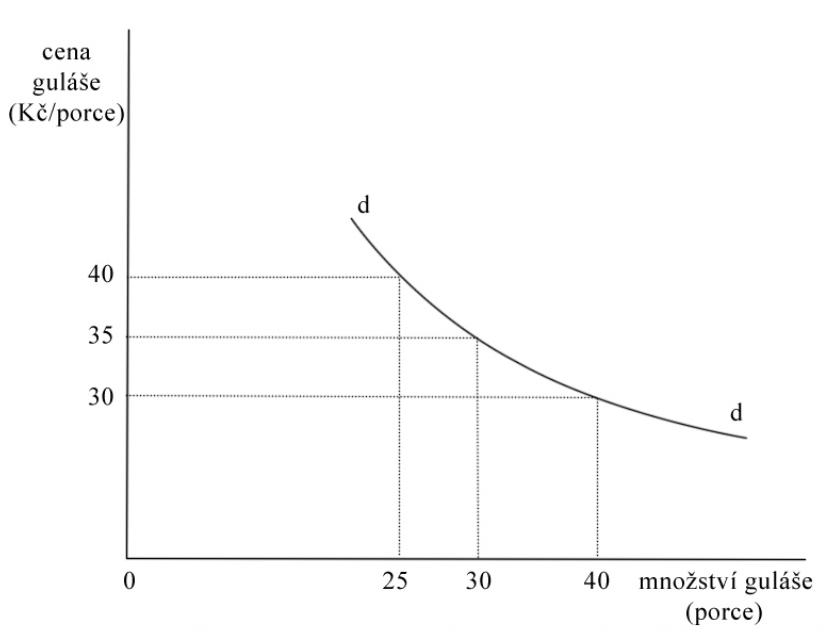 cena
guláše
(Kč/porce)
d
40
35
30
d
0
25
30
40
množství guláše
(porce)